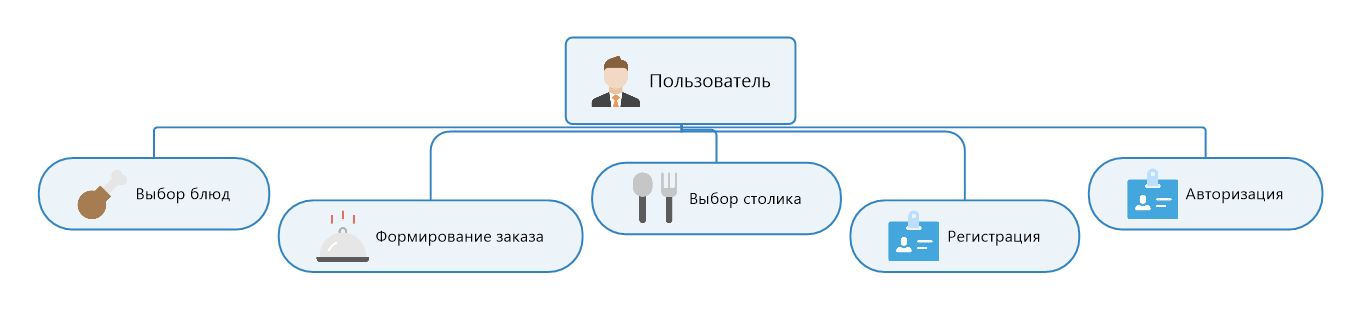 Пользователь
Выбор блюд
Формирование заказа
Выбор столика
Регистрация
Авторизация